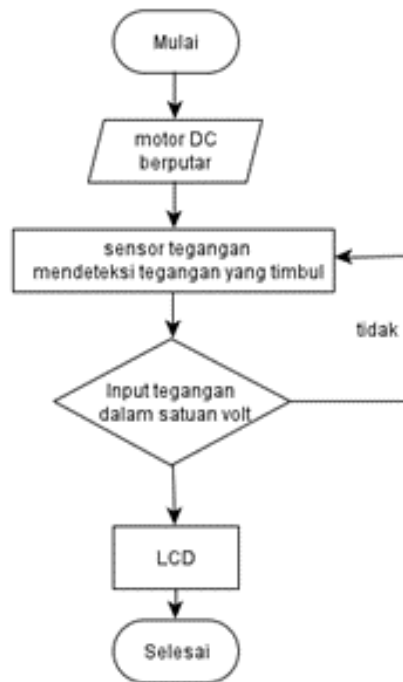 Mulai
motor DC
berputar
sensor tegangan
mendeteksi tegangan yang timbul
tidak
Input tegangan
dalam satuan volt
LCD
Selesai